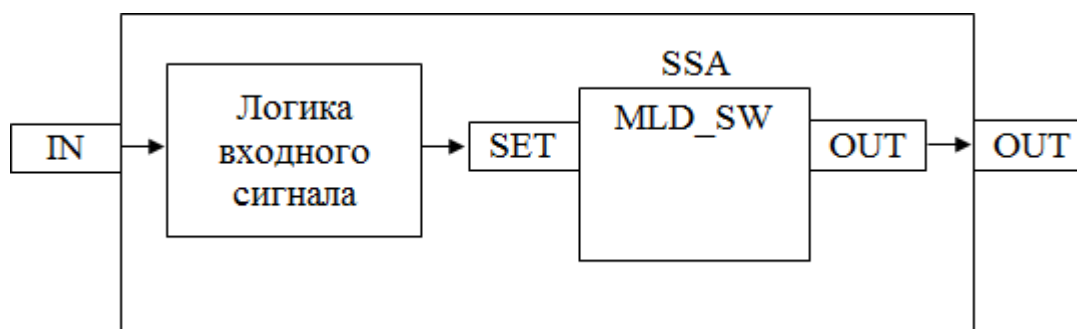 SSA
IN
Логика
входного
сигнала
SET
MLD_SW
OUT
OUT